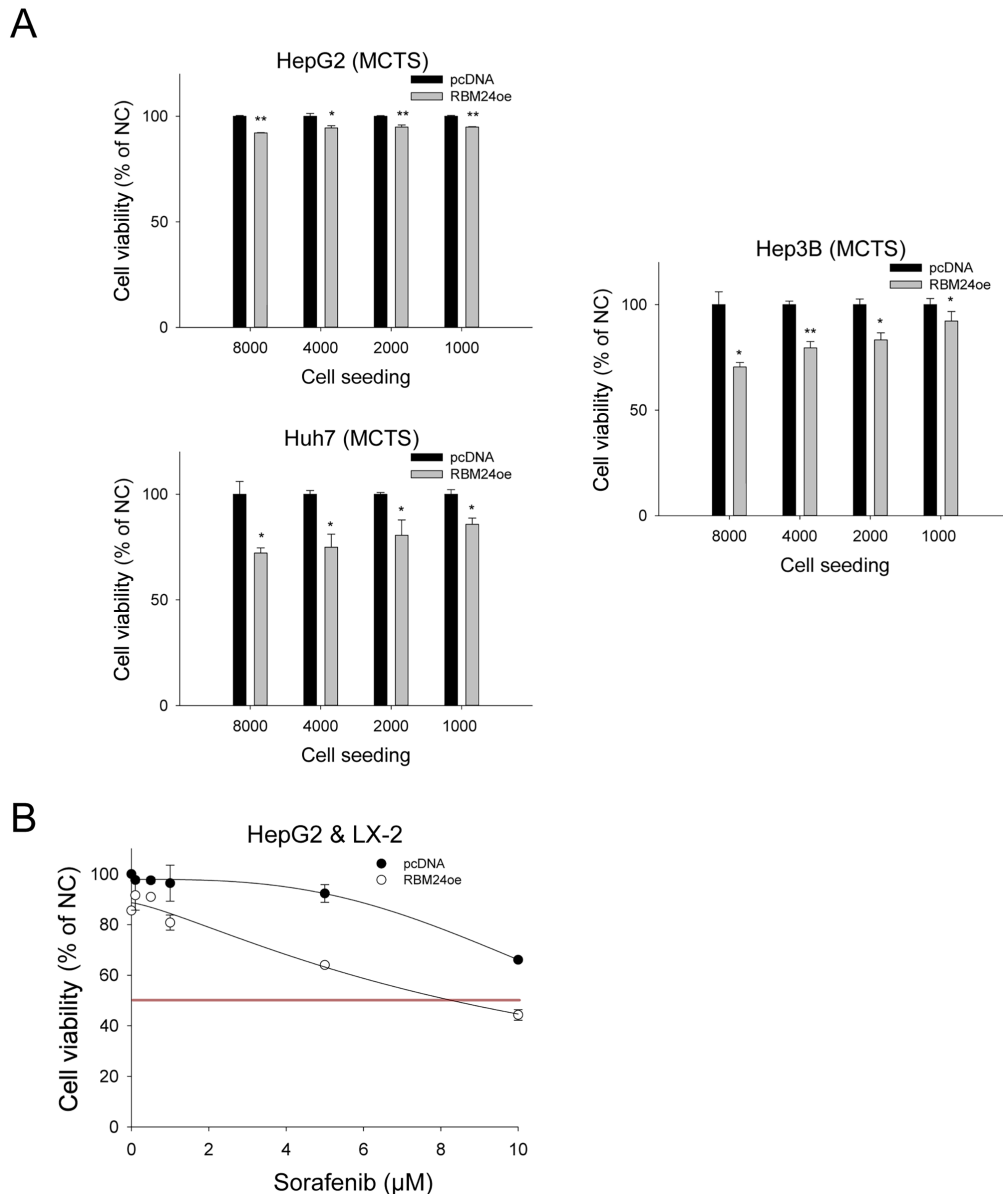 A
HepG2 (MCTS)
pcDNA
RBM24oe
Cell viability (% of NC)
100
50
0
** * ** **
8000 4000 2000 1000
Cell seeding
Hep3B (MCTS)
pcDNA
RBM24oe
Cell viability (% of NC)
100
50
0
* ** * *
8000 4000 2000 1000
Cell seeding
Huh7 (MCTS)
pcDNA
RBM24oe
Cell viability (% of NC)
100
50
0
* * * *
8000 4000 2000 1000
Cell seeding
B
HepG2 & LX-2
pcDNA
RBM24oe
Cell viability (% of NC)
100
80
60
40
20
0
0 2 4 6 8 10
Sorafenib (μM)